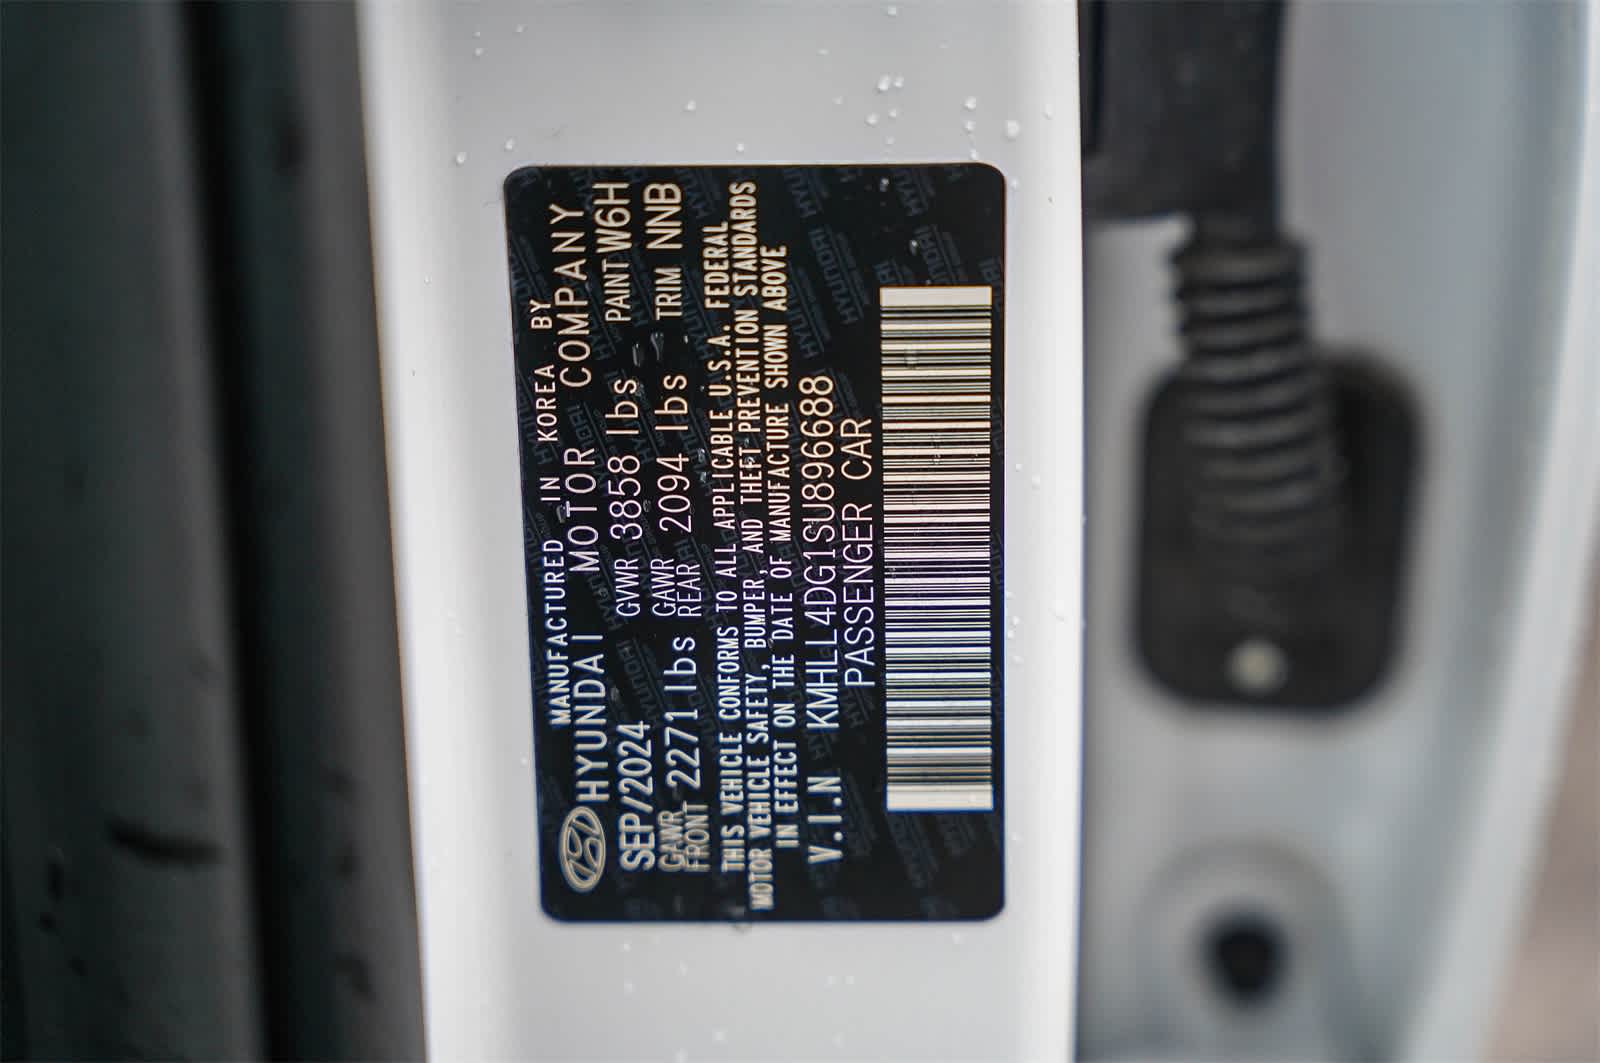 MANUFACTURED IN KOREA BY
HYUNDAI MOTOR COMPANY
SEP/2024 GVWR 3858 lbs PAINT W6H
GAWR FRONT 2271 lbs GAWR REAR 2094 lbs TRIM NNB
THIS VEHICLE CONFORMS TO ALL APPLICABLE U.S.A. FEDERAL
MOTOR VEHICLE SAFETY, BUMPER, AND THEFT PREVENTION STANDARDS
IN EFFECT ON THE DATE OF MANUFACTURE SHOWN ABOVE
V.I.N KMHLL4DG1SU896688
PASSENGER CAR